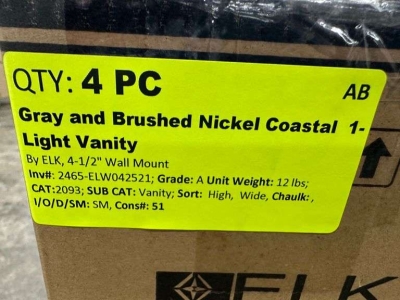 QTY: 4 PC
AB
Gray and Brushed Nickel Coastal 1-
Light Vanity
By ELK, 4-1/2" Wall Mount
Inv#: 2465-ELW042521; Grade: A Unit Weight: 12 lbs;
CAT:2093; SUB CAT: Vanity; Sort: High, Wide, Chaulk: ,
I/O/D/SM: SM, Cons#: 51
ELK